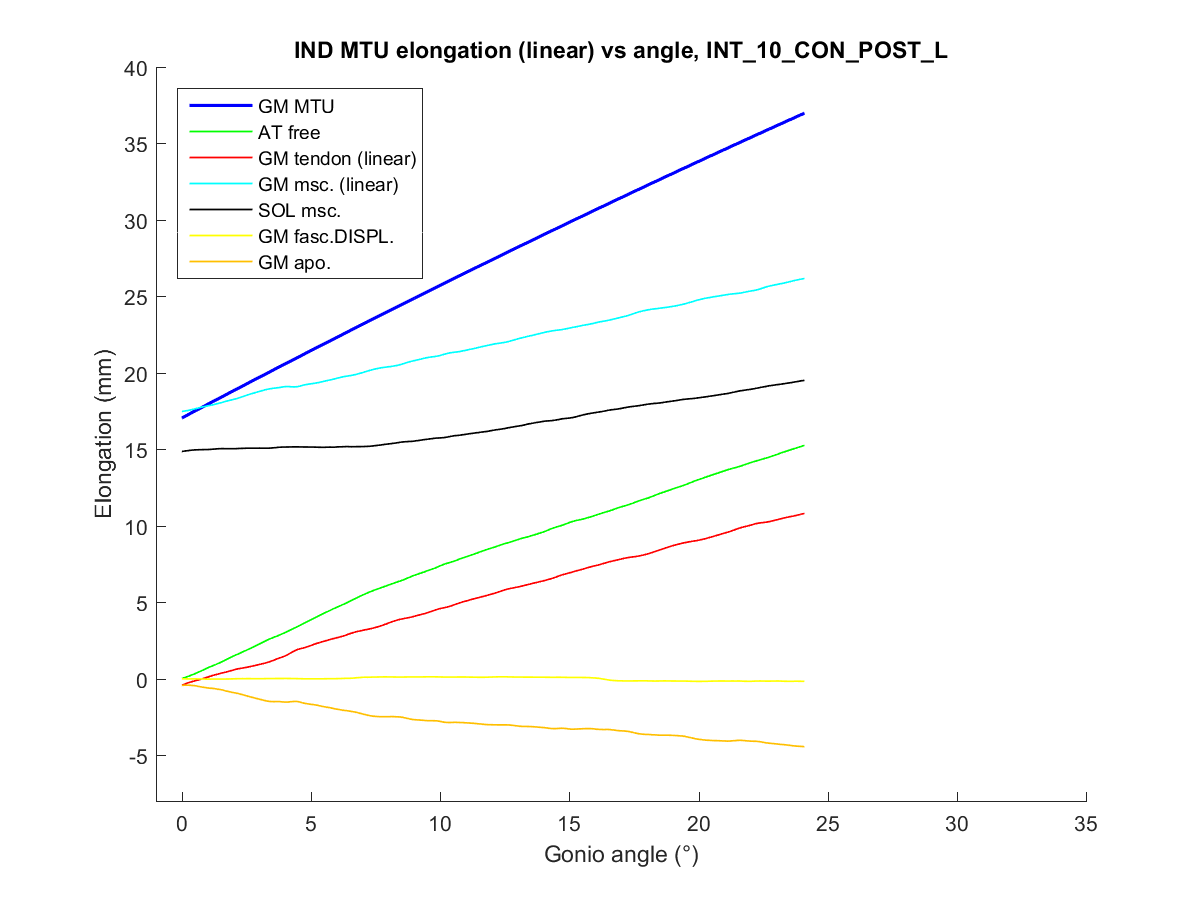 IND MTU elongation (linear) vs angle, INT_10_CON_POST_L
40
35
30
25
20
15
10
5
0
-5
Elongation (mm)
GM MTU
AT free
GM tendon (linear)
GM msc. (linear)
SOL msc.
GM fasc.DISPL.
GM apo.
0 5 10 15 20 25 30 35
Gonio angle (°)